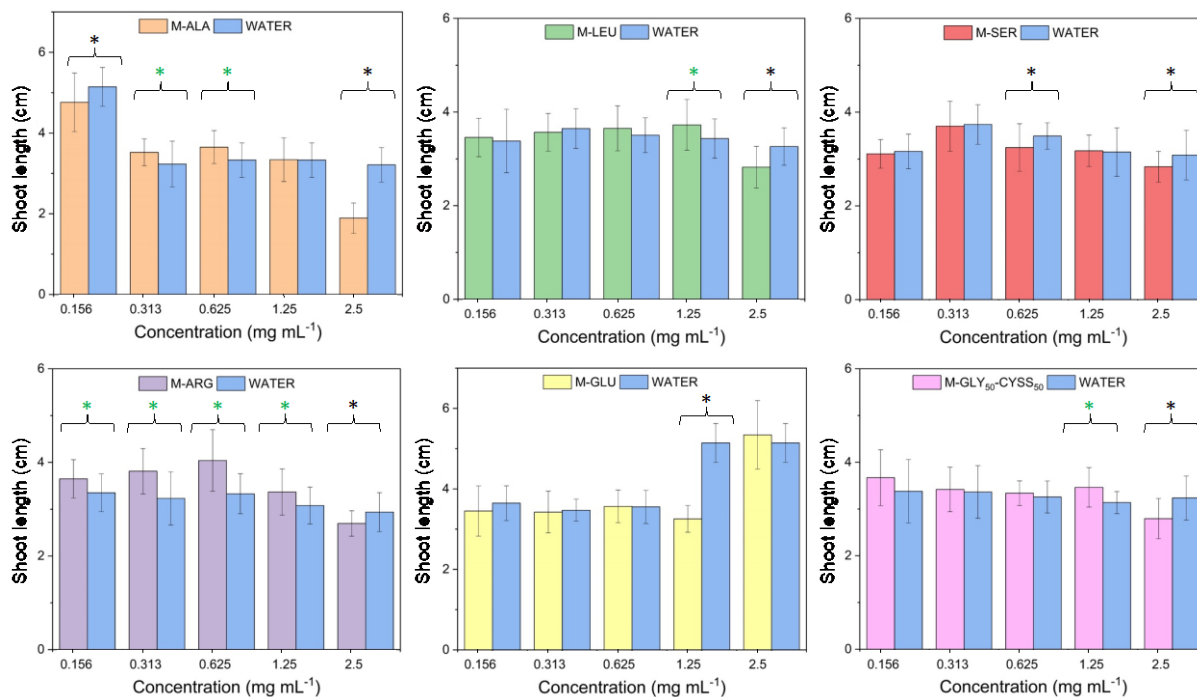 M-ALA WATER
6
4
2
0
Shoot length (cm)
* * * *
0.156 0.313 0.625 1.25 2.5
Concentration (mg mL⁻¹)
M-LEU WATER
6
4
2
0
Shoot length (cm)
* *
0.156 0.313 0.625 1.25 2.5
Concentration (mg mL⁻¹)
M-SER WATER
6
4
2
0
Shoot length (cm)
* *
0.156 0.313 0.625 1.25 2.5
Concentration (mg mL⁻¹)
M-ARG WATER
6
4
2
0
Shoot length (cm)
* * * * *
0.156 0.313 0.625 1.25 2.5
Concentration (mg mL⁻¹)
M-GLU WATER
6
4
2
0
Shoot length (cm)
*
0.156 0.313 0.625 1.25 2.5
Concentration (mg mL⁻¹)
M-GLY₅₀-CYSS₅₀ WATER
6
4
2
0
Shoot length (cm)
* *
0.156 0.313 0.625 1.25 2.5
Concentration (mg mL⁻¹)